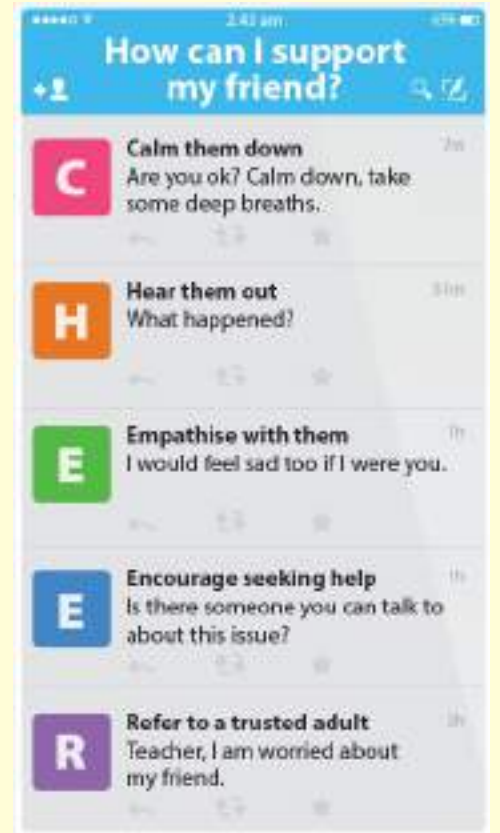 How can I support
my friend?
C
Calm them down
Are you ok? Calm down, take
some deep breaths.
H
Hear them out
What happened?
E
Empathise with them
1h
I would feel sad too if I were you.
E
Encourage seeking help
1h
Is there someone you can talk to
about this issue?
R
Refer to a trusted adult
Teacher, I am worried about
my friend.